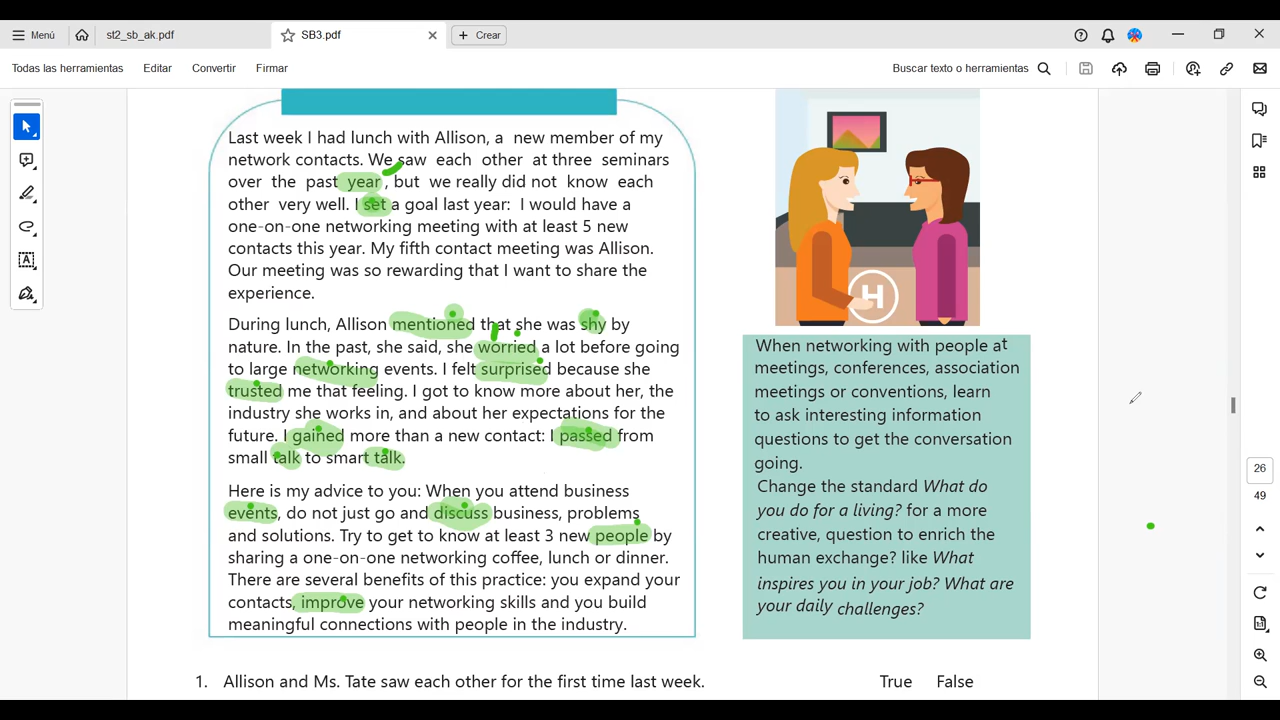 Menú
st2_sb_ak.pdf
SB3.pdf
Crear
Todas las herramientas
Editar
Convertir
Firmar
Buscar texto o herramientas
Last week I had lunch with Allison, a new member of my
network contacts. We saw each other at three seminars
over the past year , but we really did not know each
other very well. I set a goal last year: I would have a
one-on-one networking meeting with at least 5 new
contacts this year. My fifth contact meeting was Allison.
Our meeting was so rewarding that I want to share the
experience.
During lunch, Allison mentioned that she was shy by
nature. In the past, she said, she worried a lot before going
to large networking events. I felt surprised because she
trusted me that feeling. I got to know more about her, the
industry she works in, and about her expectations for the
future. I gained more than a new contact: I passed from
small talk to smart talk.
Here is my advice to you: When you attend business
events, do not just go and discuss business, problems
and solutions. Try to get to know at least 3 new people by
sharing a one-on-one networking coffee, lunch or dinner.
There are several benefits of this practice: you expand your
contacts, improve your networking skills and you build
meaningful connections with people in the industry.
H
When networking with people at
meetings, conferences, association
meetings or conventions, learn
to ask interesting information
questions to get the conversation
going.
Change the standard What do
you do for a living? for a more
creative, question to enrich the
human exchange? like What
inspires you in your job? What are
your daily challenges?
1. Allison and Ms. Tate saw each other for the first time last week. True False
26
49